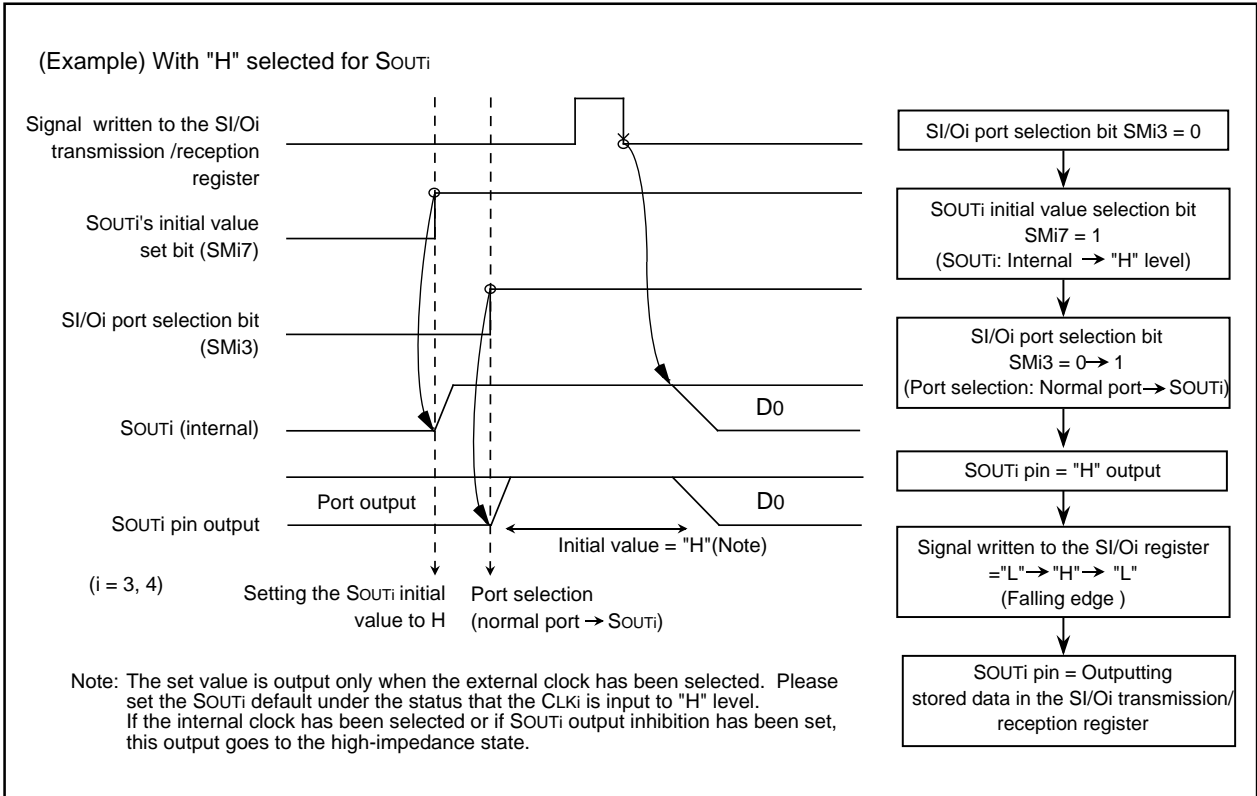 (Example) With "H" selected for SOUTi
Signal written to the SI/Oi
transmission /reception
register
SOUTi's initial value
set bit (SMi7)
SI/Oi port selection bit
(SMi3)
SOUTi (internal)
D0
Port output
D0
SOUTi pin output
Initial value = "H"(Note)
(i = 3, 4)
Setting the SOUTi initial
value to H
Port selection
(normal port → SOUTi)
Note: The set value is output only when the external clock has been selected. Please
set the SOUTi default under the status that the CLKi is input to "H" level.
If the internal clock has been selected or if SOUTi output inhibition has been set,
this output goes to the high-impedance state.
SI/Oi port selection bit SMi3 = 0
SOUTi initial value selection bit
SMi7 = 1
(SOUTi: Internal → "H" level)
SI/Oi port selection bit
SMi3 = 0→ 1
(Port selection: Normal port→ SOUTi)
SOUTi pin = "H" output
Signal written to the SI/Oi register
="L"→ "H"→ "L"
(Falling edge )
SOUTi pin = Outputting
stored data in the SI/Oi transmission/
reception register